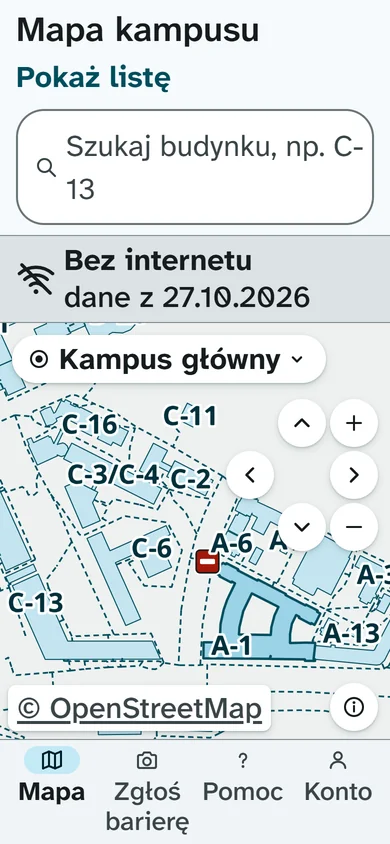 Mapa kampusu
Pokaż listę
Szukaj budynku, np. C-
13
Bez internetu
dane z 27.10.2026
Kampus główny
C-16
C-11
C-3/C-4
C-2
C-6
A-6
A-13
C-13
A-1
© OpenStreetMap
Mapa
Zgłoś
barierę
Pomoc
Konto